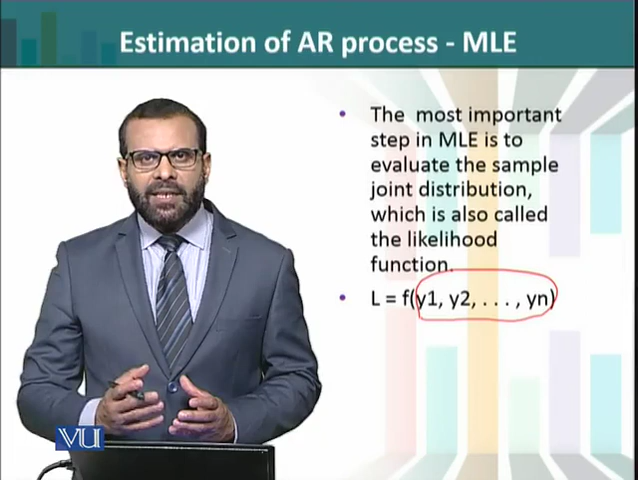 Estimation of AR process - MLE
• The most important
step in MLE is to
evaluate the sample
joint distribution,
which is also called
the likelihood
function.
• L = f(y1, y2, . . . , yn)
VU